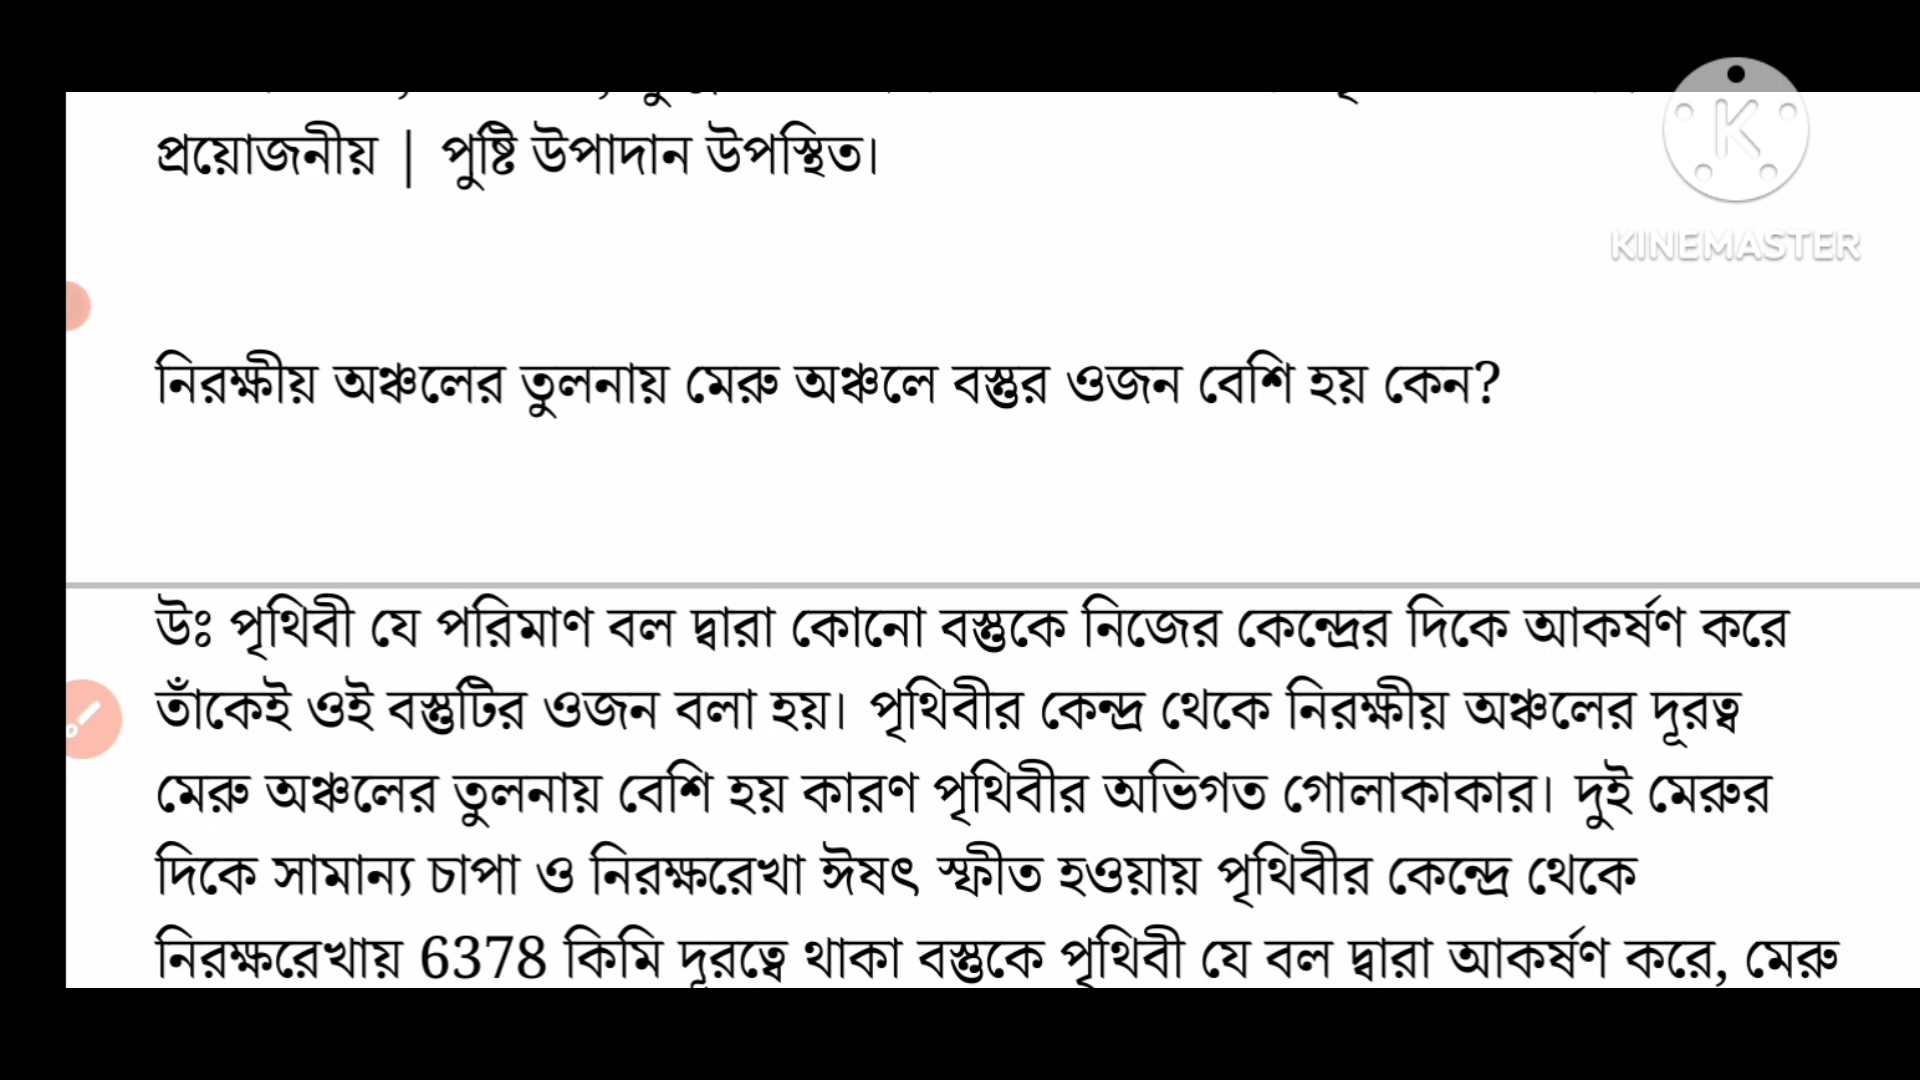 প্রয়োজনীয় | পুষ্টি উপাদান উপস্থিত।
K
KINEMASTER
নিরক্ষীয় অঞ্চলের তুলনায় মেরু অঞ্চলে বস্তুর ওজন বেশি হয় কেন?
উঃ পৃথিবী যে পরিমাণ বল দ্বারা কোনো বস্তুকে নিজের কেন্দ্রের দিকে আকর্ষণ করে
তাঁকেই ওই বস্তুটির ওজন বলা হয়। পৃথিবীর কেন্দ্র থেকে নিরক্ষীয় অঞ্চলের দূরত্ব
মেরু অঞ্চলের তুলনায় বেশি হয় কারণ পৃথিবীর অভিগত গোলাকাকার। দুই মেরুর
দিকে সামান্য চাপা ও নিরক্ষরেখা ঈষৎ স্ফীত হওয়ায় পৃথিবীর কেন্দ্রে থেকে
নিরক্ষরেখায় 6378 কিমি দূরত্বে থাকা বস্তুকে পৃথিবী যে বল দ্বারা আকর্ষণ করে, মেরু